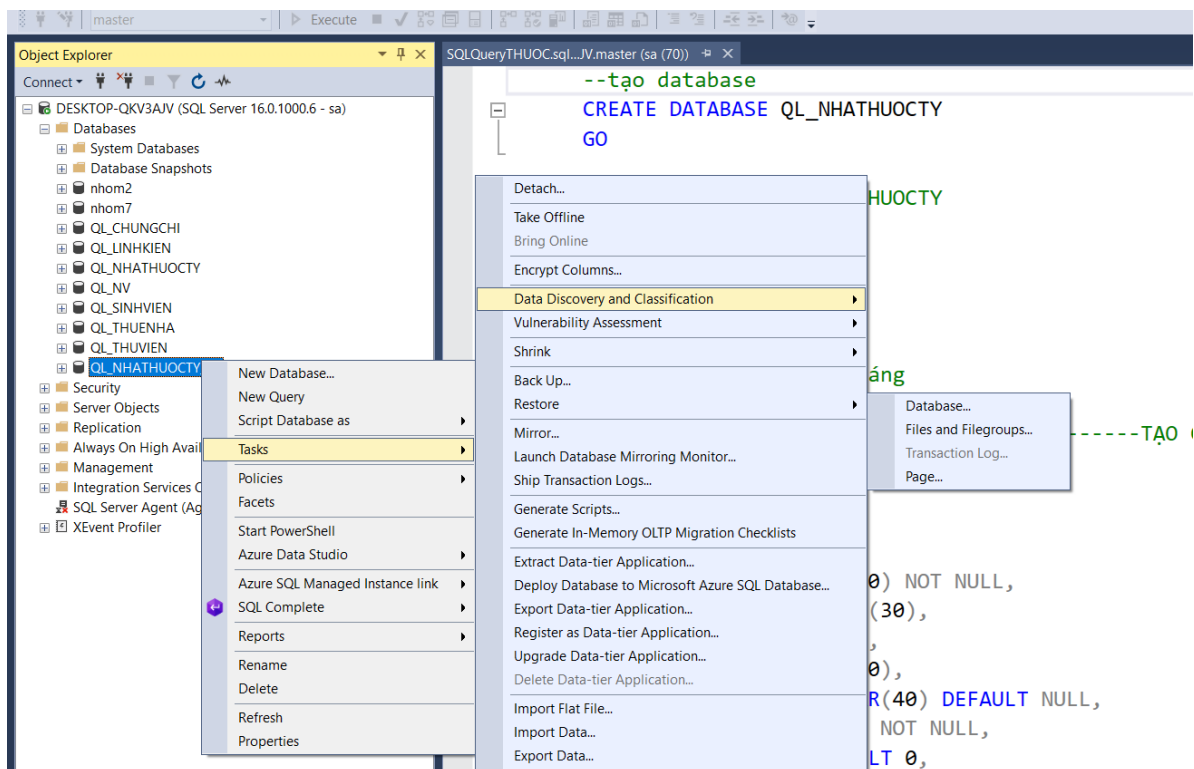 master
Execute
Object Explorer
Connect
DESKTOP-QKV3AJV (SQL Server 16.0.1000.6 - sa)
Databases
System Databases
Database Snapshots
nhom2
nhom7
QL_CHUNGCHI
QL_LINHKIEN
QL_NHATHUOCTY
QL_NV
QL_SINHVIEN
QL_THUENHA
QL_THUVIEN
QL_NHATHUOCTY
Security
Server Objects
Replication
Always On High Avail
Management
Integration Services C
SQL Server Agent (Ag
XEvent Profiler
New Database...
New Query
Script Database as
Tasks
Policies
Facets
Start PowerShell
Azure Data Studio
Azure SQL Managed Instance link
SQL Complete
Reports
Rename
Delete
Refresh
Properties
Detach...
Take Offline
Bring Online
Encrypt Columns...
Data Discovery and Classification
Vulnerability Assessment
Shrink
Back Up...
Restore
Mirror...
Launch Database Mirroring Monitor...
Ship Transaction Logs...
Generate Scripts...
Generate In-Memory OLTP Migration Checklists
Extract Data-tier Application...
Deploy Database to Microsoft Azure SQL Database...
Export Data-tier Application...
Register as Data-tier Application...
Upgrade Data-tier Application...
Delete Data-tier Application...
Import Flat File...
Import Data...
Export Data...
Database...
Files and Filegroups...
Transaction Log...
Page...
SQLQueryTHUOC.sql...JV.master (sa (70))
--tạo database
CREATE DATABASE QL_NHATHUOCTY
GO
HUOCTY
áng
------TẠO
0) NOT NULL,
(30),
,
0),
R(40) DEFAULT NULL,
NOT NULL,
LT 0,